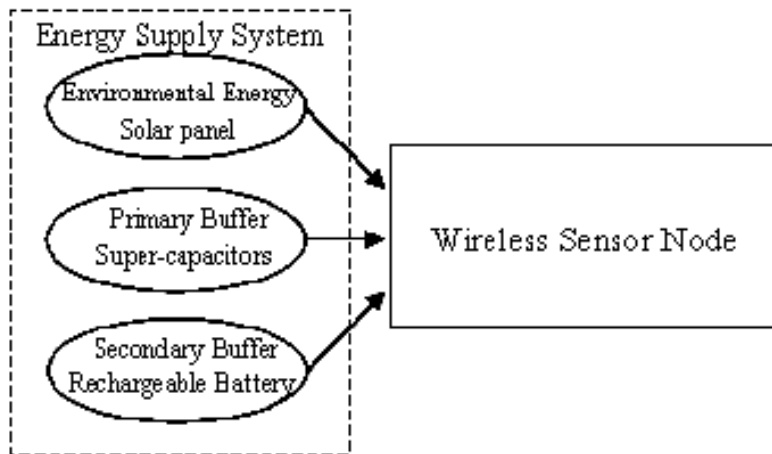 Energy Supply System
Environmental Energy
Solar panel
Primary Buffer
Super-capacitors
Wireless Sensor Node
Secondary Buffer
Rechargeable Battery